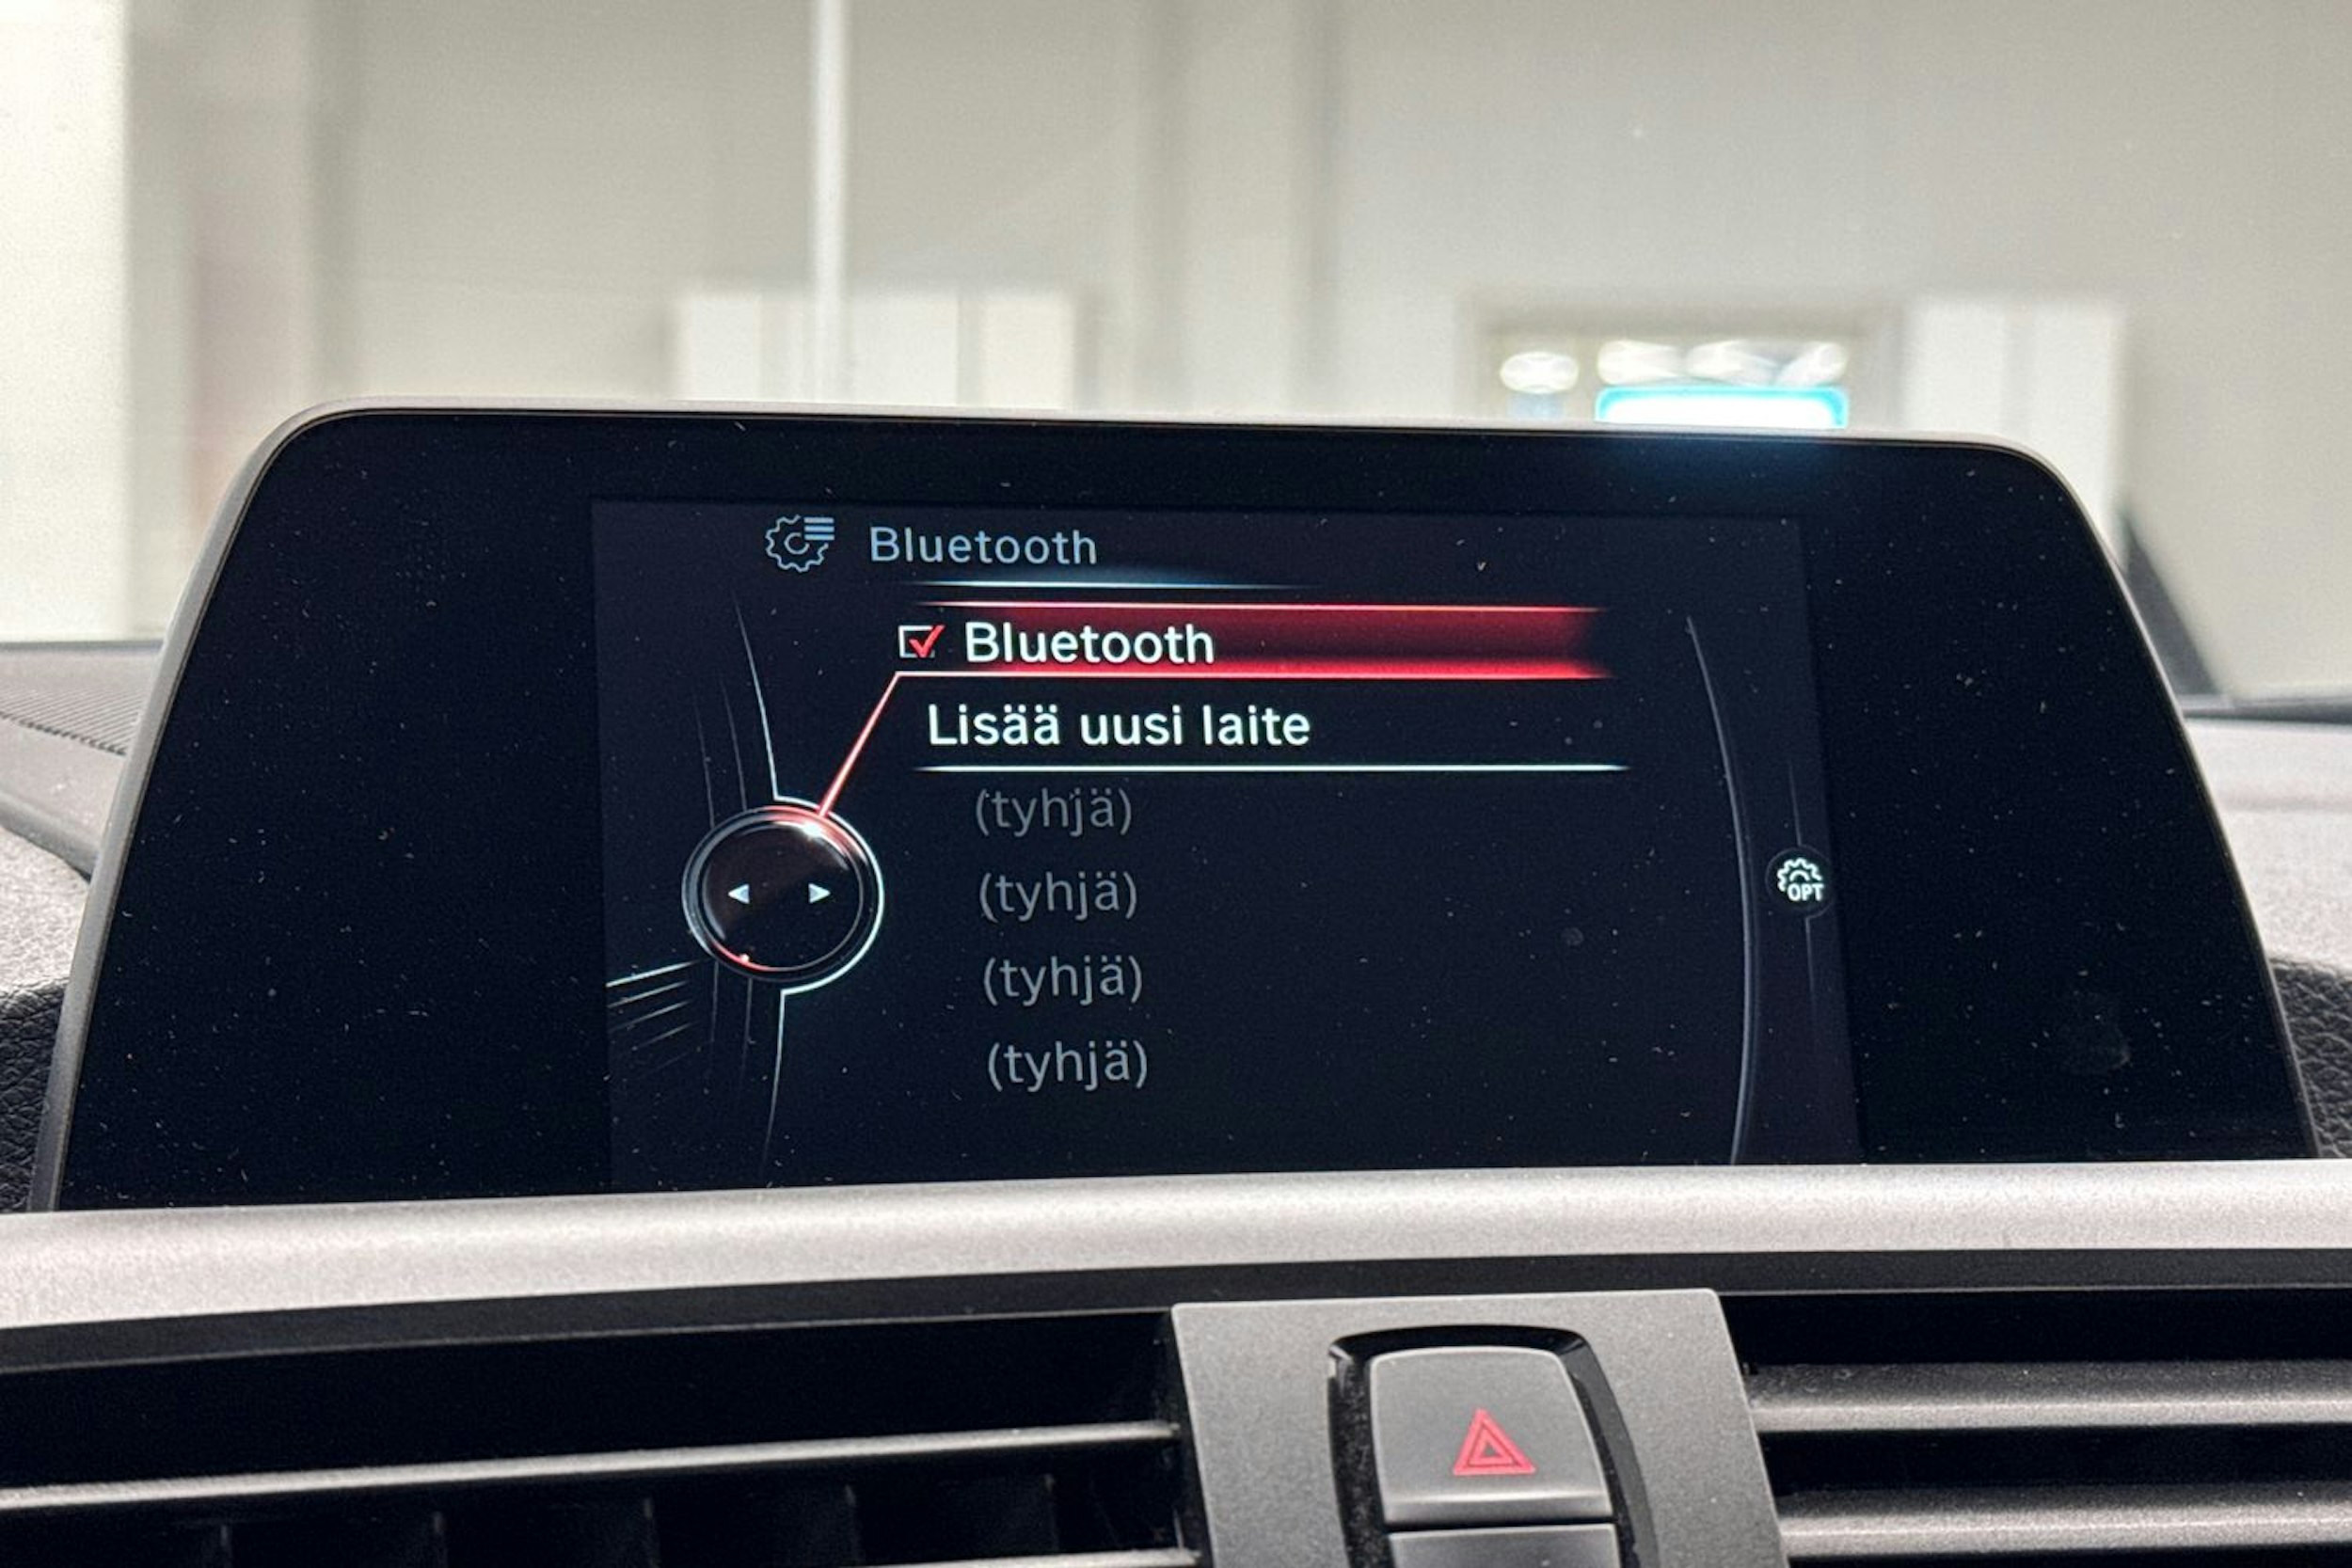 Bluetooth
Bluetooth
Lisää uusi laite
(tyhjä)
(tyhjä)
OPT
(tyhjä)
(tyhjä)